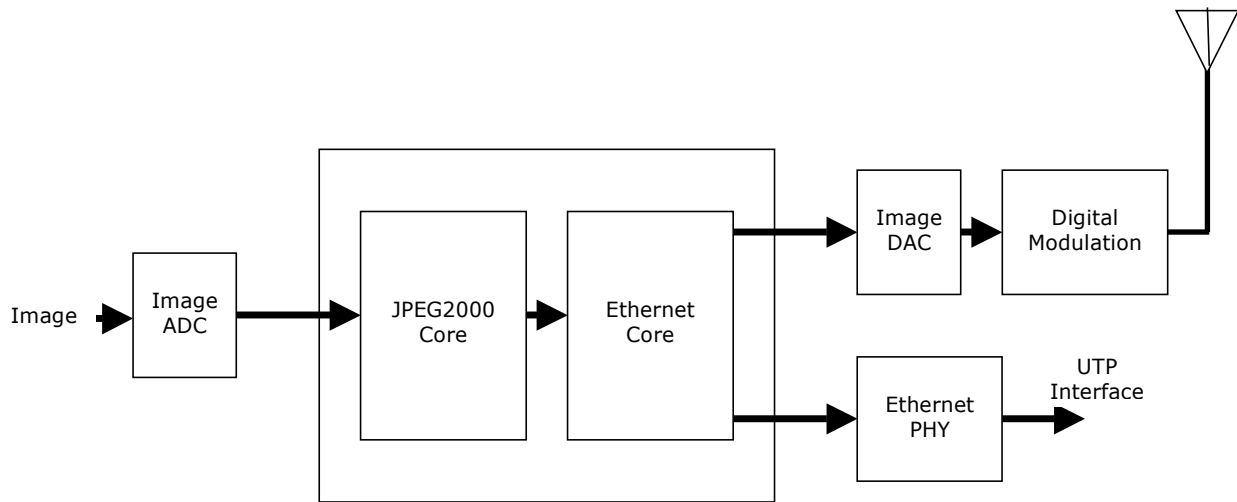 Image
Image
ADC
JPEG2000
Core
Ethernet
Core
Image
DAC
Digital
Modulation
Ethernet
PHY
UTP
Interface